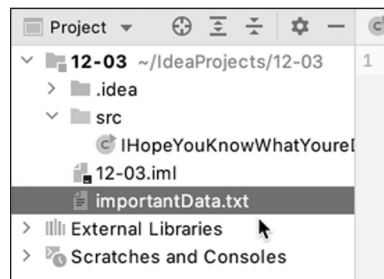 Project
12-03 ~/IdeaProjects/12-03
1
.idea
src
IHopeYouKnowWhatYoure
12-03.iml
importantData.txt
External Libraries
Scratches and Consoles